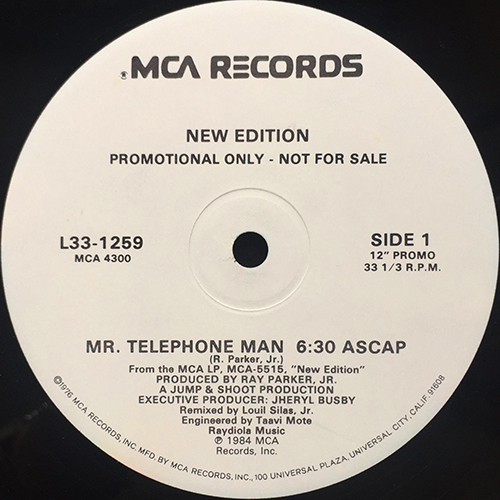 MCA RECORDS
NEW EDITION
PROMOTIONAL ONLY - NOT FOR SALE
L33-1259
MCA 4300
SIDE 1
12" PROMO
33 1/3 R.P.M.
MR. TELEPHONE MAN 6:30 ASCAP
(R. Parker, Jr.)
From the MCA LP, MCA-5515, "New Edition"
PRODUCED BY RAY PARKER, JR.
A JUMP & SHOOT PRODUCTION
EXECUTIVE PRODUCER: JHERYL BUSBY
Remixed by Louil Silas, Jr.
Engineered by Taavi Mote
Raydiola Music
℗ 1984 MCA
Records, Inc.
©1976 MCA RECORDS, INC. MFD. BY MCA RECORDS, INC., 100 UNIVERSAL PLAZA, UNIVERSAL CITY, CALIF. 91608